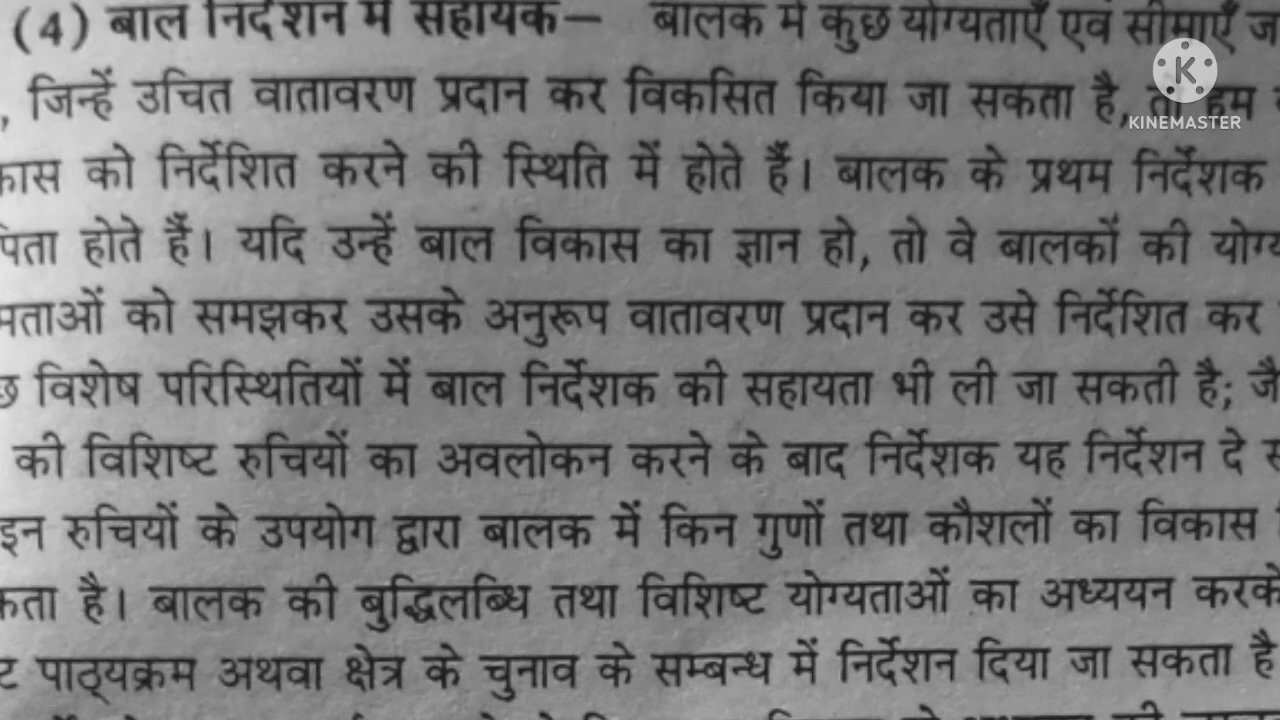 (4) बाल निर्देशन में सहायक— बालक में कुछ योग्यताएँ एवं सीमाएँ
, जिन्हें उचित वातावरण प्रदान कर विकसित किया जा सकता है, तो हम
को निर्देशित करने की स्थिति में होते हैं। बालक के प्रथम निर्देशक
पिता होते हैं। यदि उन्हें बाल विकास का ज्ञान हो, तो वे बालकों की
को समझकर उसके अनुरूप वातावरण प्रदान कर उसे निर्देशित कर
विशेष परिस्थितियों में बाल निर्देशक की सहायता भी ली जा सकती है;
की विशिष्ट रुचियों का अवलोकन करने के बाद निर्देशक यह निर्देशन दे
इन रुचियों के उपयोग द्वारा बालक में किन गुणों तथा कौशलों का विकास
है। बालक की बुद्धिलब्धि तथा विशिष्ट योग्यताओं का अध्ययन करके
पाठ्यक्रम अथवा क्षेत्र के चुनाव के सम्बन्ध में निर्देशन दिया जा सकता है
K
KINEMASTER